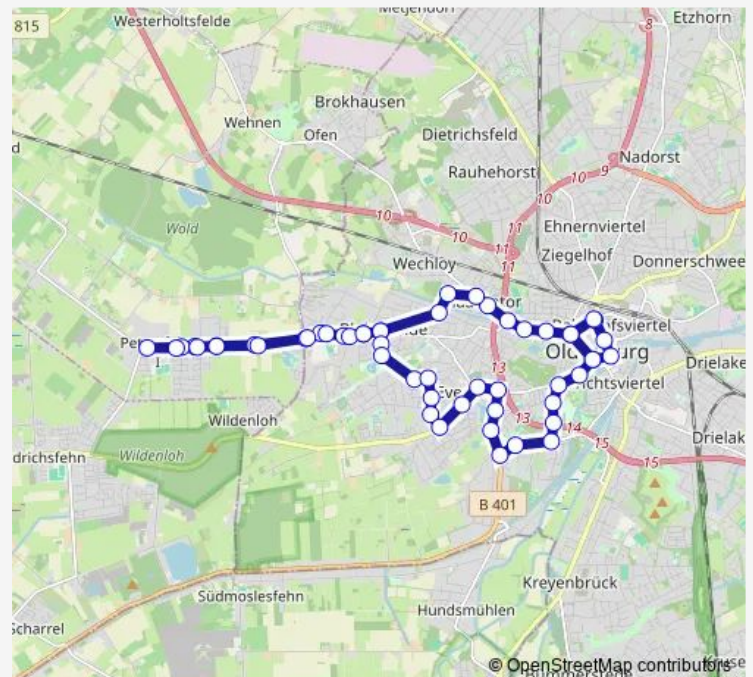 Metjendorf
Westerholtsfelde
Etzhorn
815
8
Brokhausen
Wehnen
Ofen
Dietrichsfeld
Nadorst
9
Rauhehorst
10
10
Wold
10
11
Ehnernviertel
10
11
Ziegelhof
Donnerschwee
Wechloy
11
Drielake
13
Wildenloh
13
14
drichsfehn
Wildenloh
15
15
B 401
Südmoslesfehn
Kreyenbrück
Hundsmühlen
Scharrel
© OpenStreetMap contributors